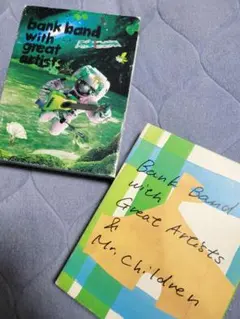 bank band
with
great
artists
Bank Band
with
Great Artists
&
Mr. Children